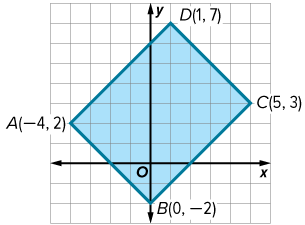 y
D(1, 7)
C(5, 3)
A(−4, 2)
O
x
B(0, −2)